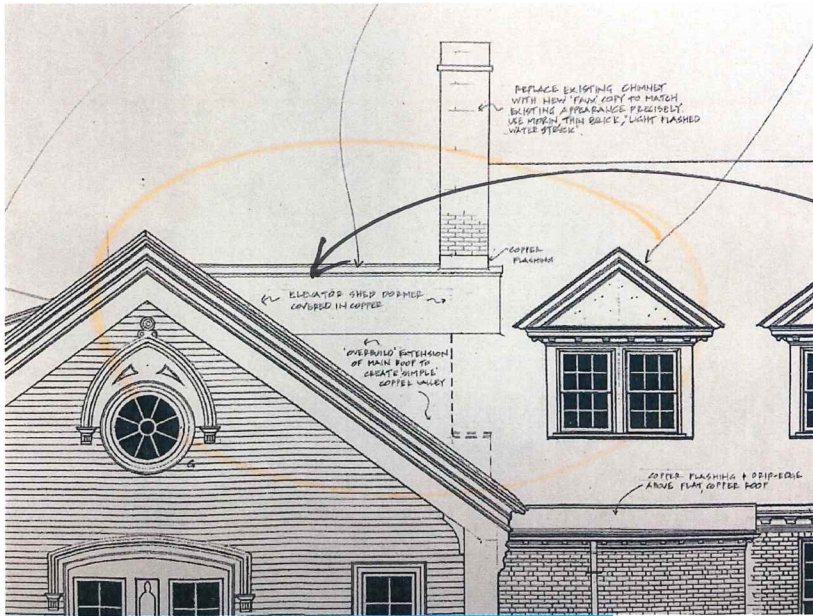 REPLACE EXISTING CHIMNEY
WITH NEW 'FAUX' COPY TO MATCH
EXISTING APPEARANCE PRECISELY.
USE MORIN, THIN BRICK, 'LIGHT FLASHED
WATER STRUCK'.
COPPER
FLASHING
ELEVATOR SHED DORMER
COVERED IN COPPER
'OVERBUILD' EXTENSION
OF MAIN ROOF TO
CREATE 'SIMPLE'
COPPER VALLEY
G
COPPER FLASHING + DRIP-EDGE
ABOVE FLAT, COPPER ROOF